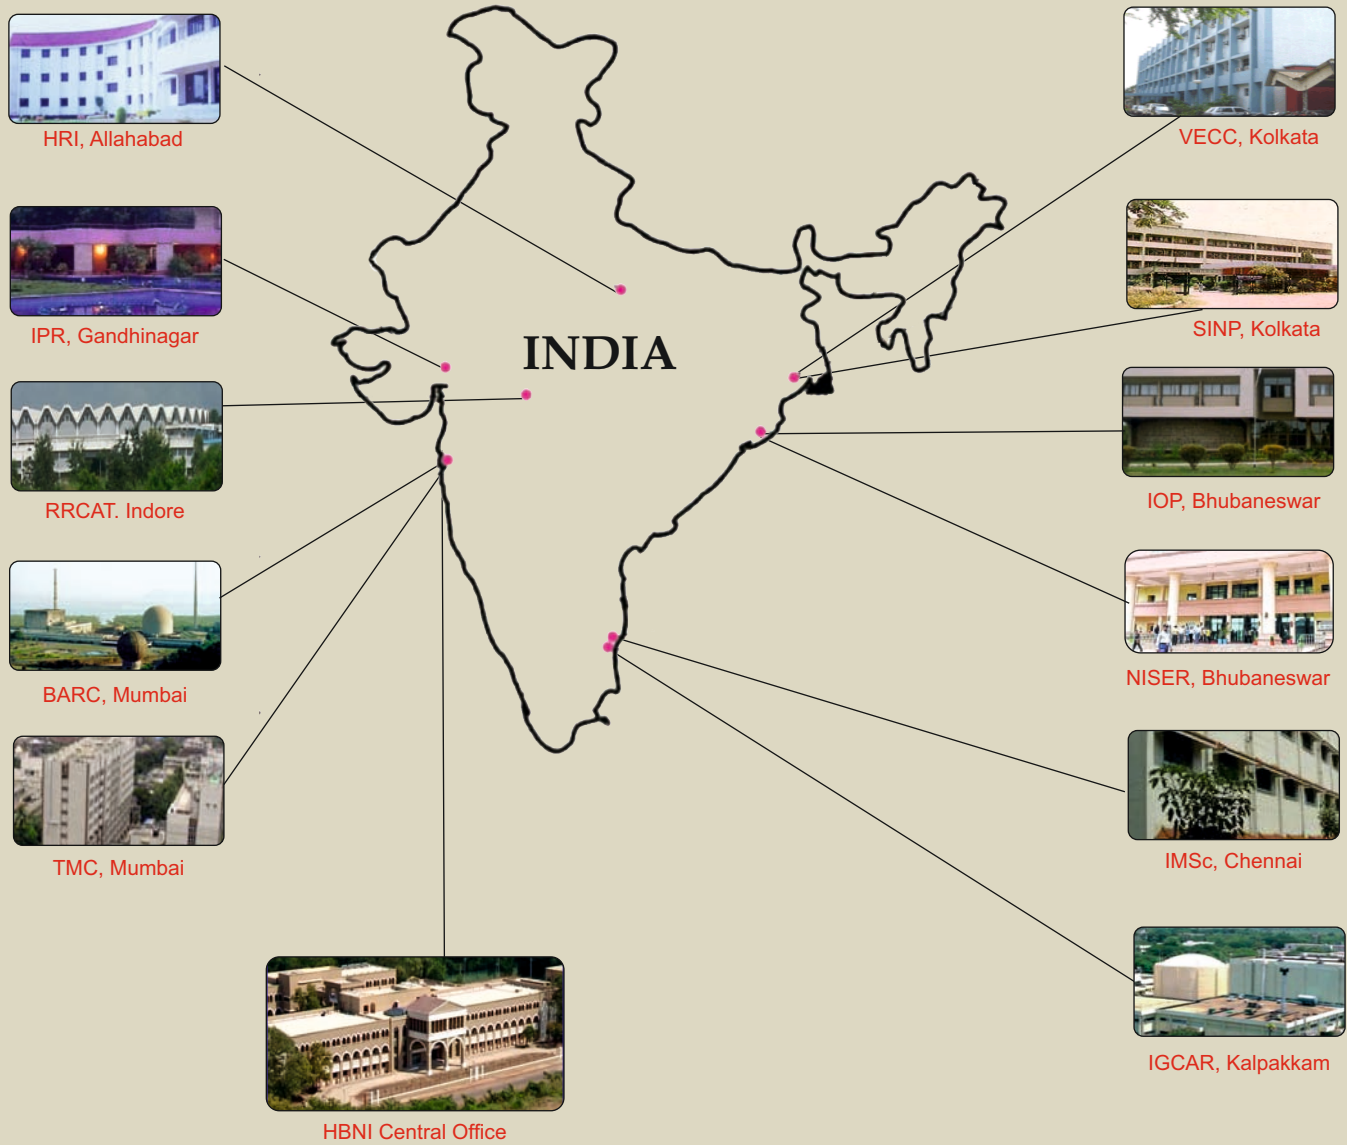 HRI, Allahabad
VECC, Kolkata
IPR, Gandhinagar
SINP, Kolkata
INDIA
RRCAT. Indore
IOP, Bhubaneswar
BARC, Mumbai
NISER, Bhubaneswar
TMC, Mumbai
IMSc, Chennai
IGCAR, Kalpakkam
HBNI Central Office